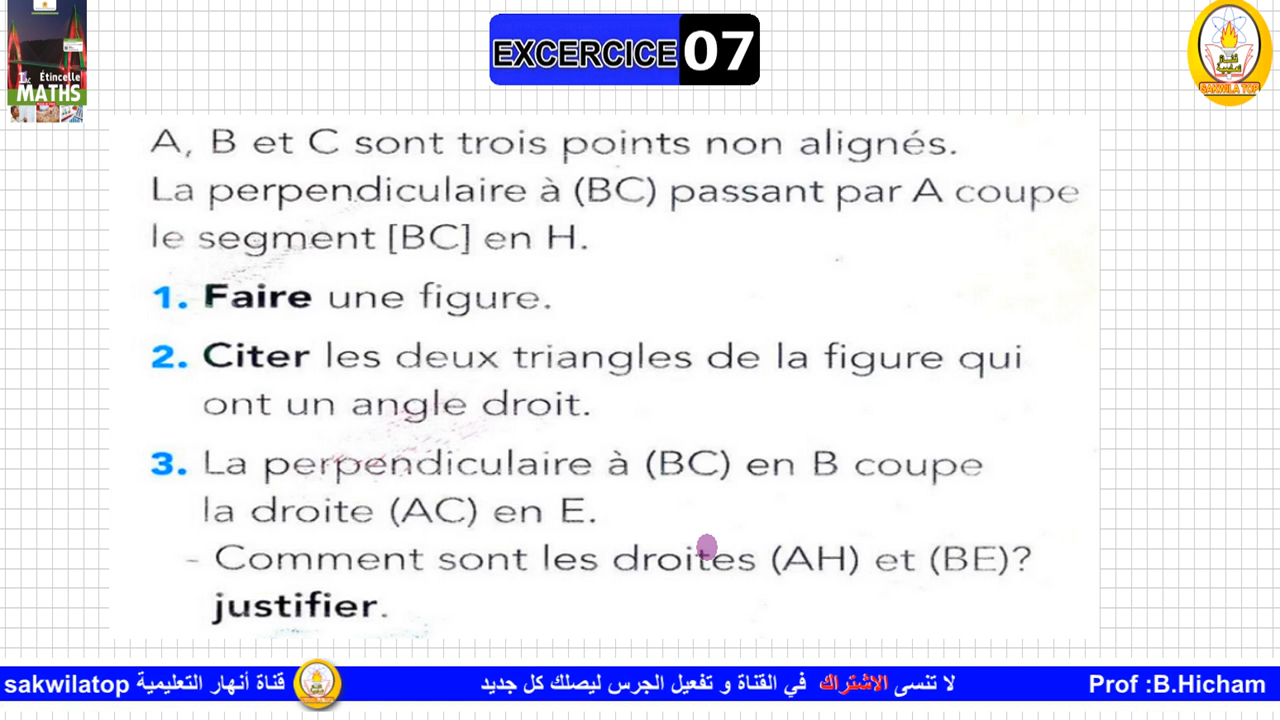 Étincelle
MATHS
EXCERCICE 07
SAKWILA TOP
A, B et C sont trois points non alignés.
La perpendiculaire à (BC) passant par A coupe
le segment [BC] en H.
1. Faire une figure.
2. Citer les deux triangles de la figure qui
ont un angle droit.
3. La perpendiculaire à (BC) en B coupe
la droite (AC) en E.
- Comment sont les droites (AH) et (BE)?
justifier.
sakwilatop قناة أنهار التعليمية
لا تنسى الاشتراك في القناة و تفعيل الجرس ليصلك كل جديد
Prof :B.Hicham